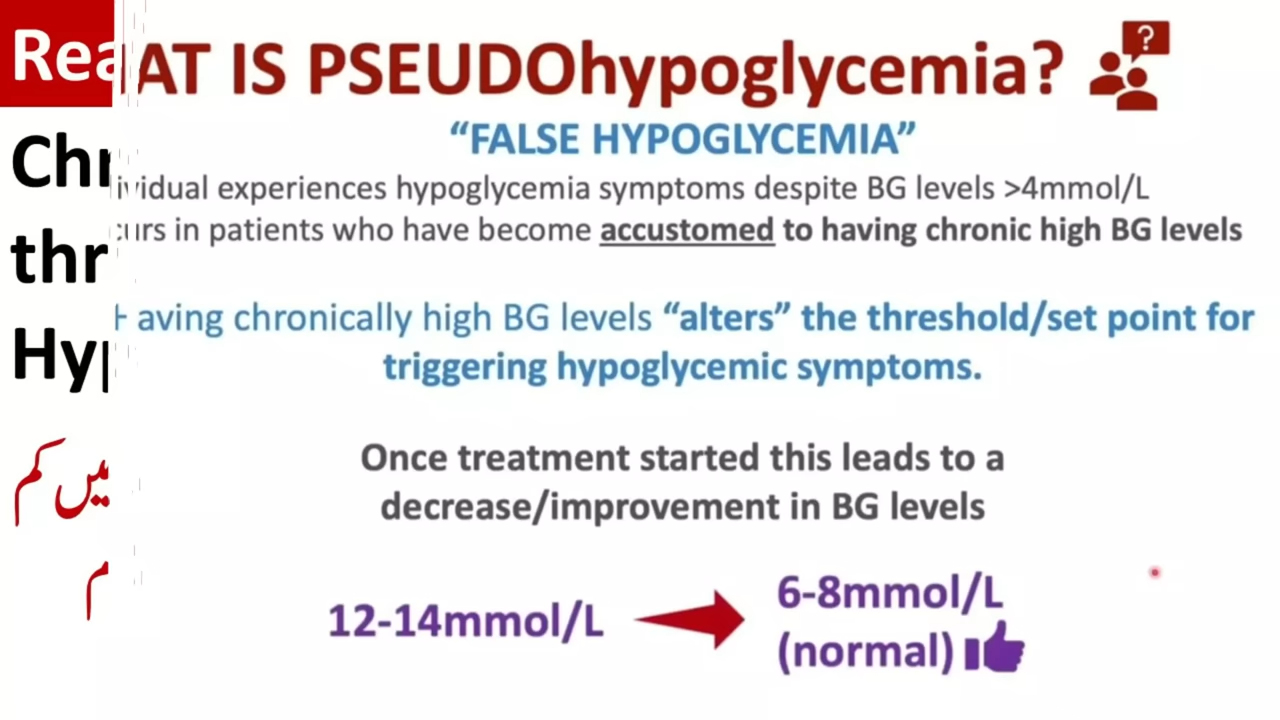 Rea
AT IS PSEUDOhypoglycemia?
?
“FALSE HYPOGLYCEMIA”
ividual experiences hypoglycemia symptoms despite BG levels >4mmol/L
curs in patients who have become accustomed to having chronic high BG levels
aving chronically high BG levels “alters” the threshold/set point for
triggering hypoglycemic symptoms.
Once treatment started this leads to a
decrease/improvement in BG levels
12-14mmol/L
6-8mmol/L
(normal)
Chr
thr
Hyp
میں کم